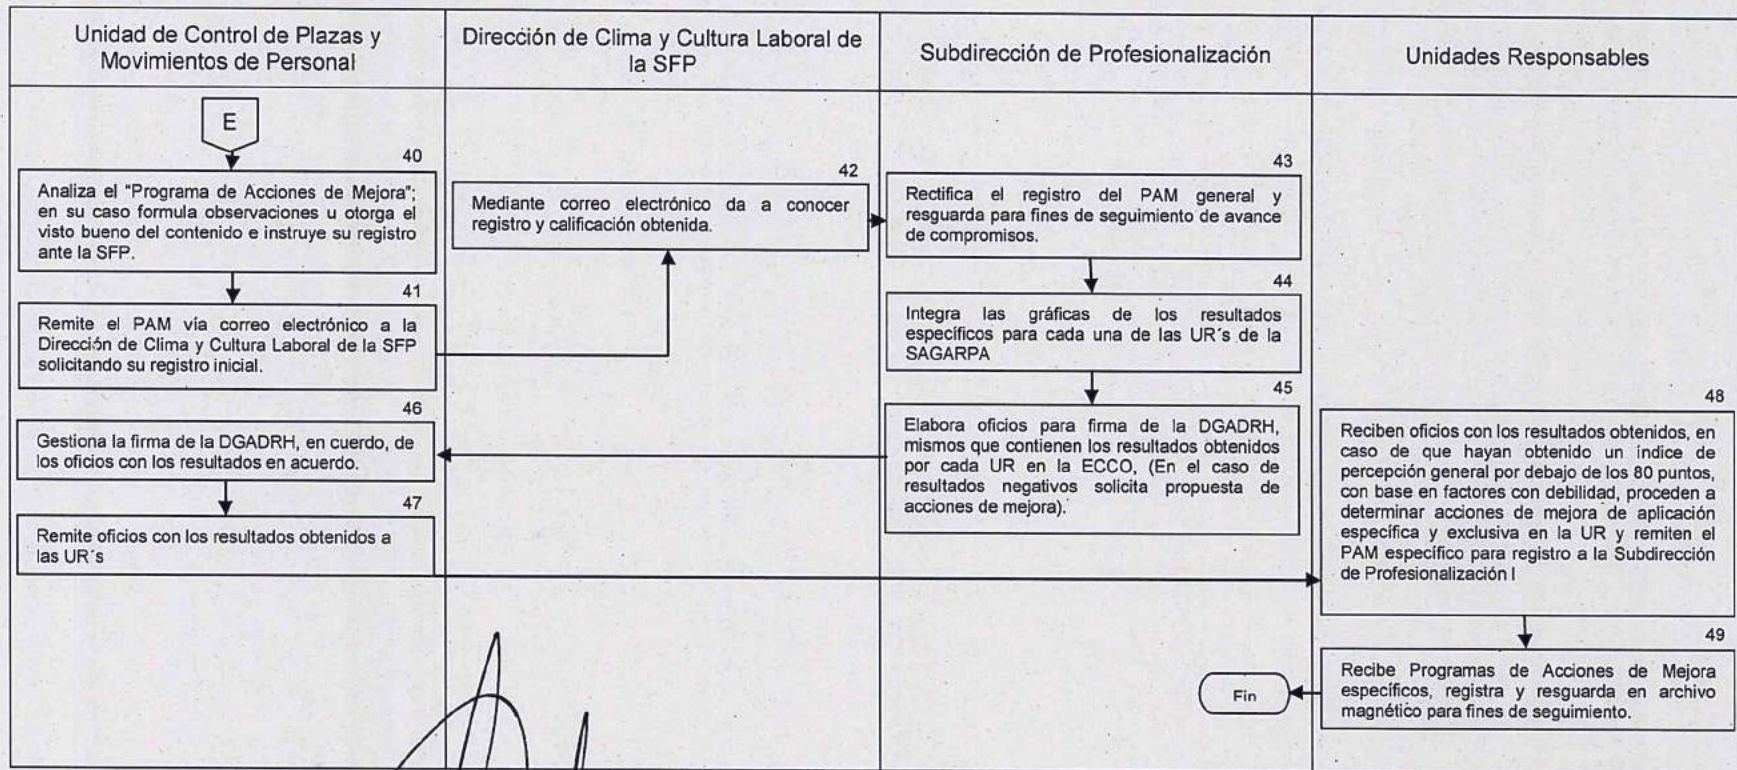 Unidad de Control de Plazas y
Movimientos de Personal
Dirección de Clima y Cultura Laboral de
la SFP
Subdirección de Profesionalización
Unidades Responsables
E
40
Analiza el "Programa de Acciones de Mejora";
en su caso formula observaciones u otorga el
visto bueno del contenido e instruye su registro
ante la SFP.
41
Remite el PAM vía correo electrónico a la
Dirección de Clima y Cultura Laboral de la SFP
solicitando su registro inicial.
42
Mediante correo electrónico da a conocer
registro y calificación obtenida.
43
Rectifica el registro del PAM general y
resguarda para fines de seguimiento de avance
de compromisos.
44
Integra las gráficas de los resultados
específicos para cada una de las UR´s de la
SAGARPA
45
Elabora oficios para firma de la DGADRH,
mismos que contienen los resultados obtenidos
por cada UR en la ECCO, (En el caso de
resultados negativos solicita propuesta de
acciones de mejora).
46
Gestiona la firma de la DGADRH, en cuerdo, de
los oficios con los resultados en acuerdo.
47
Remite oficios con los resultados obtenidos a
las UR´s
48
Reciben oficios con los resultados obtenidos, en
caso de que hayan obtenido un índice de
percepción general por debajo de los 80 puntos,
con base en factores con debilidad, proceden a
determinar acciones de mejora de aplicación
específica y exclusiva en la UR y remiten el
PAM específico para registro a la Subdirección
de Profesionalización I
49
Recibe Programas de Acciones de Mejora
específicos, registra y resguarda en archivo
magnético para fines de seguimiento.
Fin